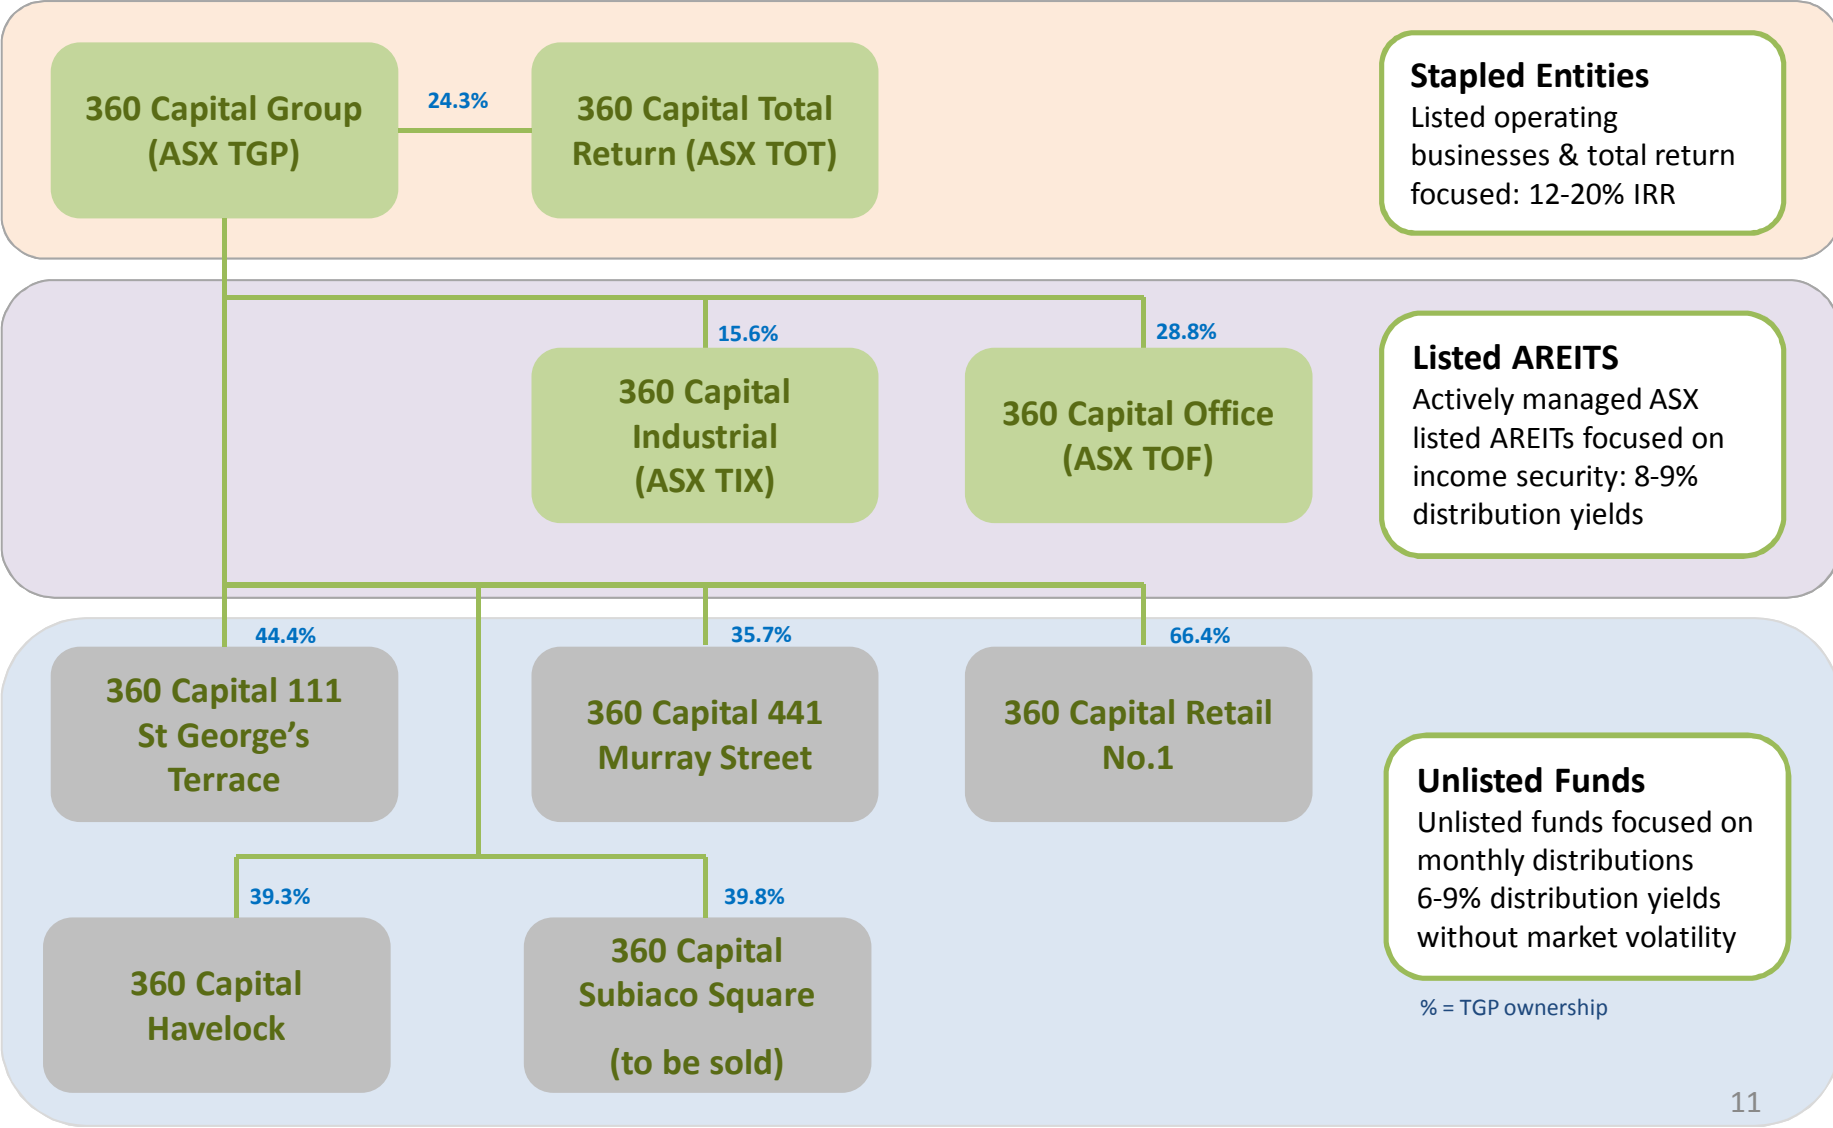 360 Capital Group
(ASX TGP)
24.3%
360 Capital Total
Return (ASX TOT)
Stapled Entities
Listed operating
businesses & total return
focused: 12-20% IRR
15.6%
360 Capital
Industrial
(ASX TIX)
28.8%
360 Capital Office
(ASX TOF)
Listed AREITS
Actively managed ASX
listed AREITs focused on
income security: 8-9%
distribution yields
44.4%
360 Capital 111
St George’s
Terrace
35.7%
360 Capital 441
Murray Street
66.4%
360 Capital Retail
No.1
39.3%
360 Capital
Havelock
39.8%
360 Capital
Subiaco Square
(to be sold)
Unlisted Funds
Unlisted funds focused on
monthly distributions
6-9% distribution yields
without market volatility
% = TGP ownership
11